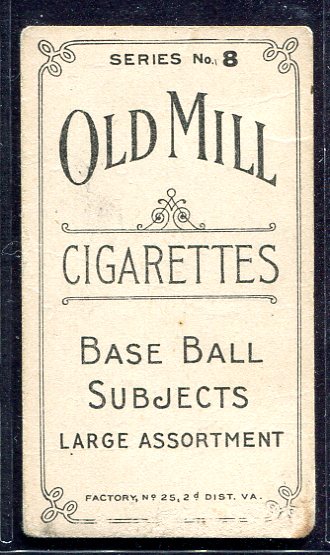 SERIES No. 8
OLD MILL
CIGARETTES
BASE BALL
SUBJECTS
LARGE ASSORTMENT
FACTORY, Nº 25, 2d DIST. VA.